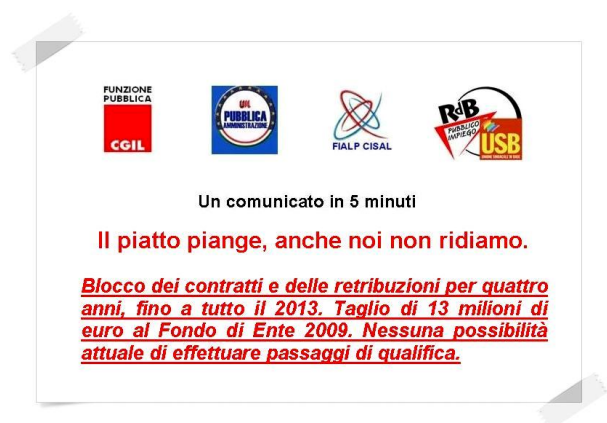 FUNZIONE
PUBBLICA
CGIL
UIL
PUBBLICA
AMMINISTRAZIONE
FIALP CISAL
RdB
PUBBLICO
IMPIEGO
USB
Un comunicato in 5 minuti
Il piatto piange, anche noi non ridiamo.
Blocco dei contratti e delle retribuzioni per quattro
anni, fino a tutto il 2013. Taglio di 13 milioni di
euro al Fondo di Ente 2009. Nessuna possibilità
attuale di effettuare passaggi di qualifica.